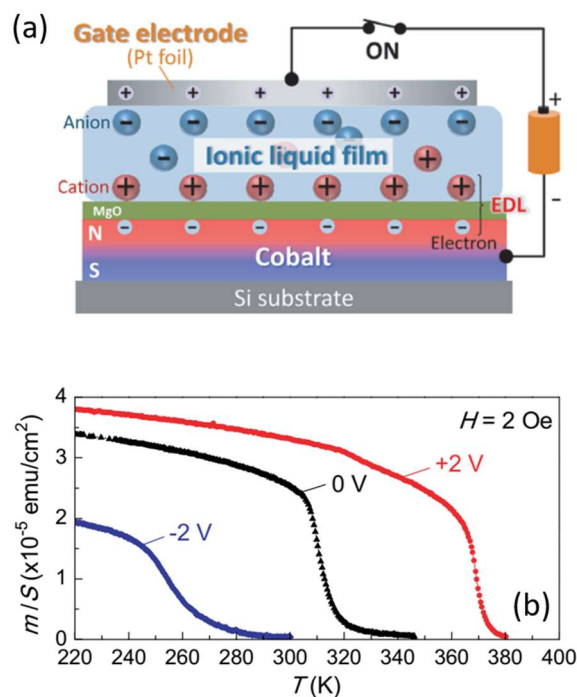 (a)
Gate electrode
(Pt foil)
ON
+ + + + + +
Anion
- - - - - -
-
Ionic liquid film
+
+
-
Cation
+ + + + + +
EDL
MgO
N
- - - - - -
Electron
Cobalt
S
Si substrate
4
3
2
1
0
m/S (x10⁻⁵ emu/cm²)
H = 2 Oe
+2 V
0 V
-2 V
(b)
220 240 260 280 300 320 340 360 380 400
T (K)